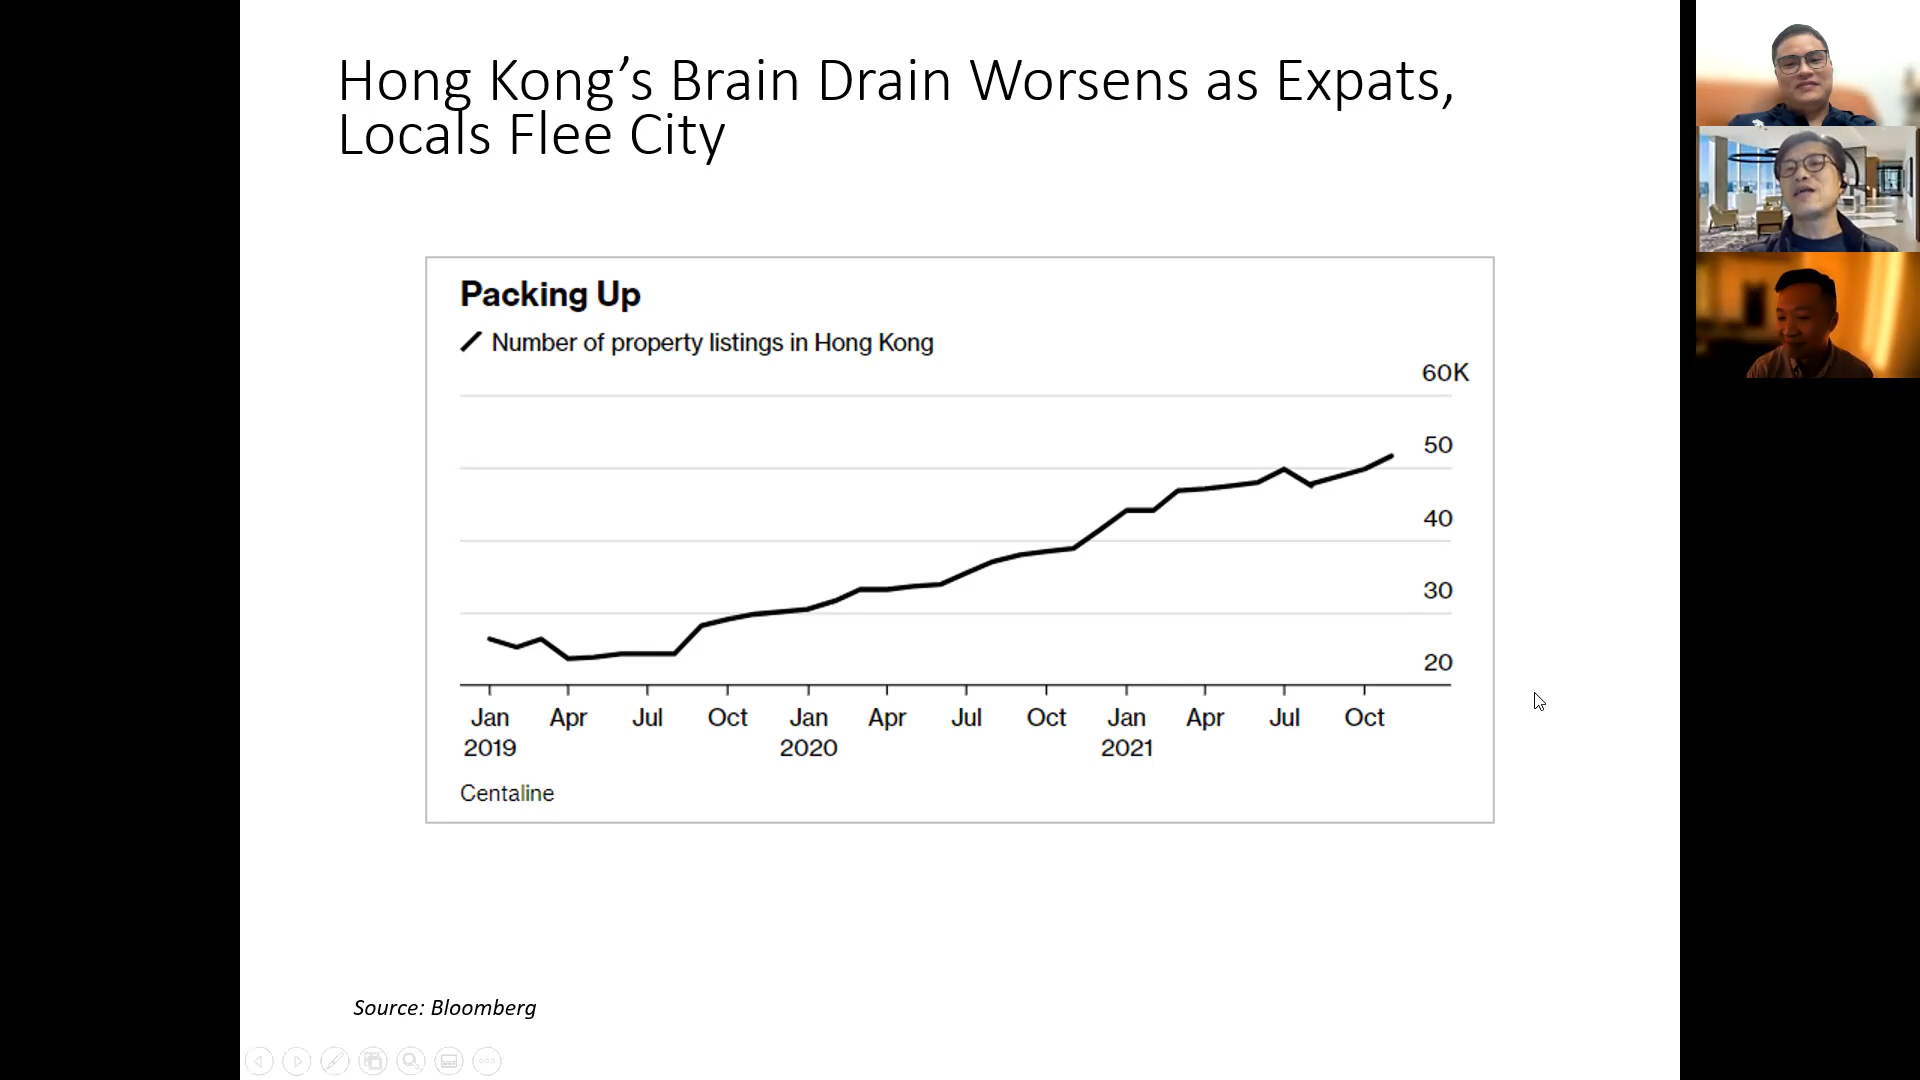 Hong Kong’s Brain Drain Worsens as Expats,
Locals Flee City
Packing Up
Number of property listings in Hong Kong
60K
50
40
30
20
Jan Apr Jul Oct Jan Apr Jul Oct Jan Apr Jul Oct
2019 2020 2021
Centaline
Source: Bloomberg